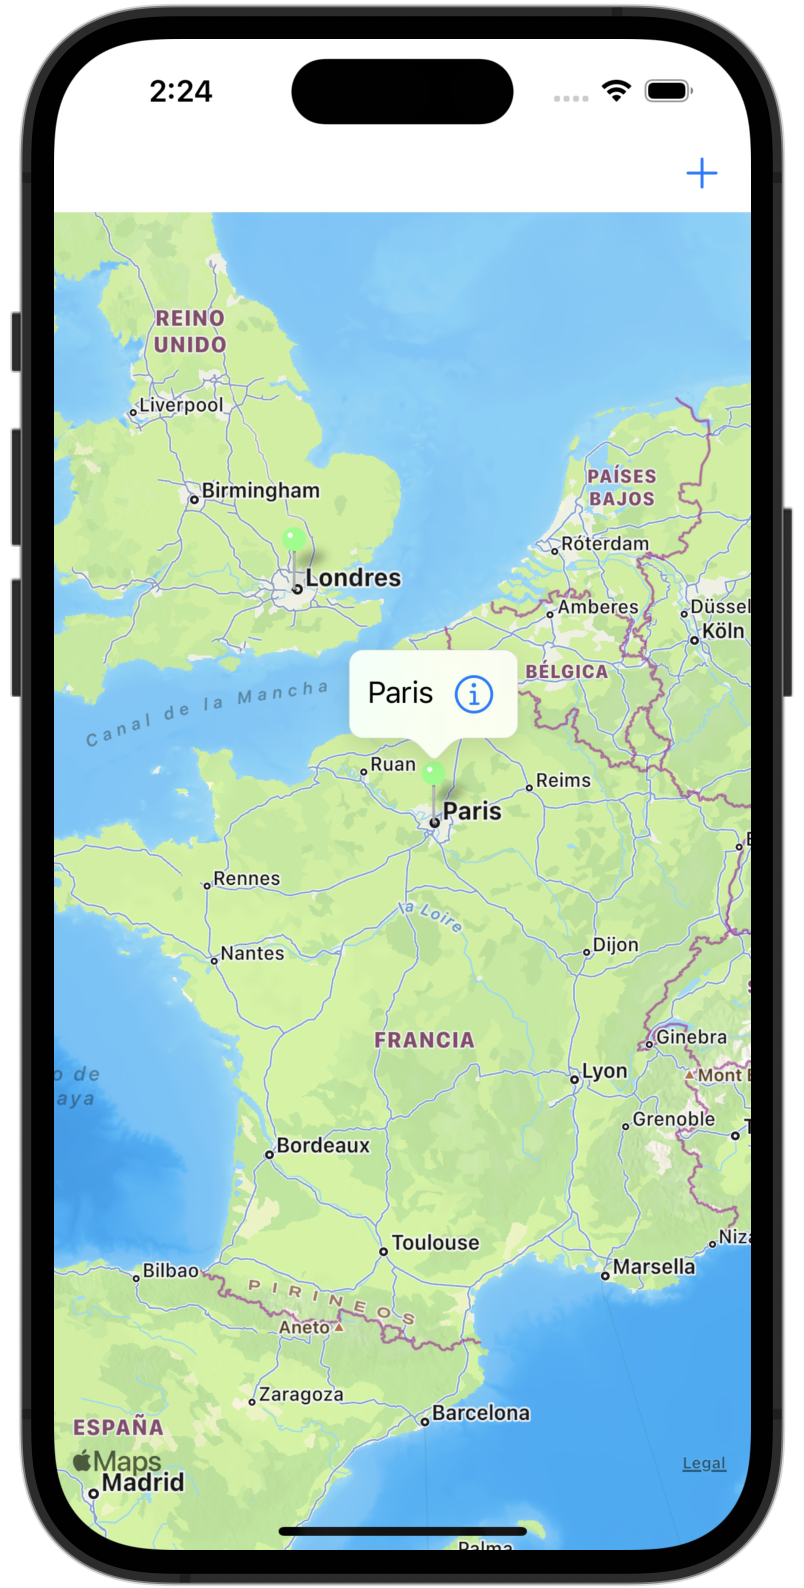 2:24
REINO
UNIDO
Liverpool
Birmingham
PAÍSES
BAJOS
Róterdam
Londres
Amberes
Düssel
Köln
BÉLGICA
Canal de la Mancha
Paris
Ruan
Reims
Paris
Rennes
la Loire
Dijon
Nantes
FRANCIA
Ginebra
Lyon
Mont B
o de
aya
Grenoble
T
Bordeaux
Niza
Toulouse
Marsella
Bilbao
PIRINEOS
Aneto
Zaragoza
Barcelona
ESPAÑA
Maps
Legal
Madrid
Palma